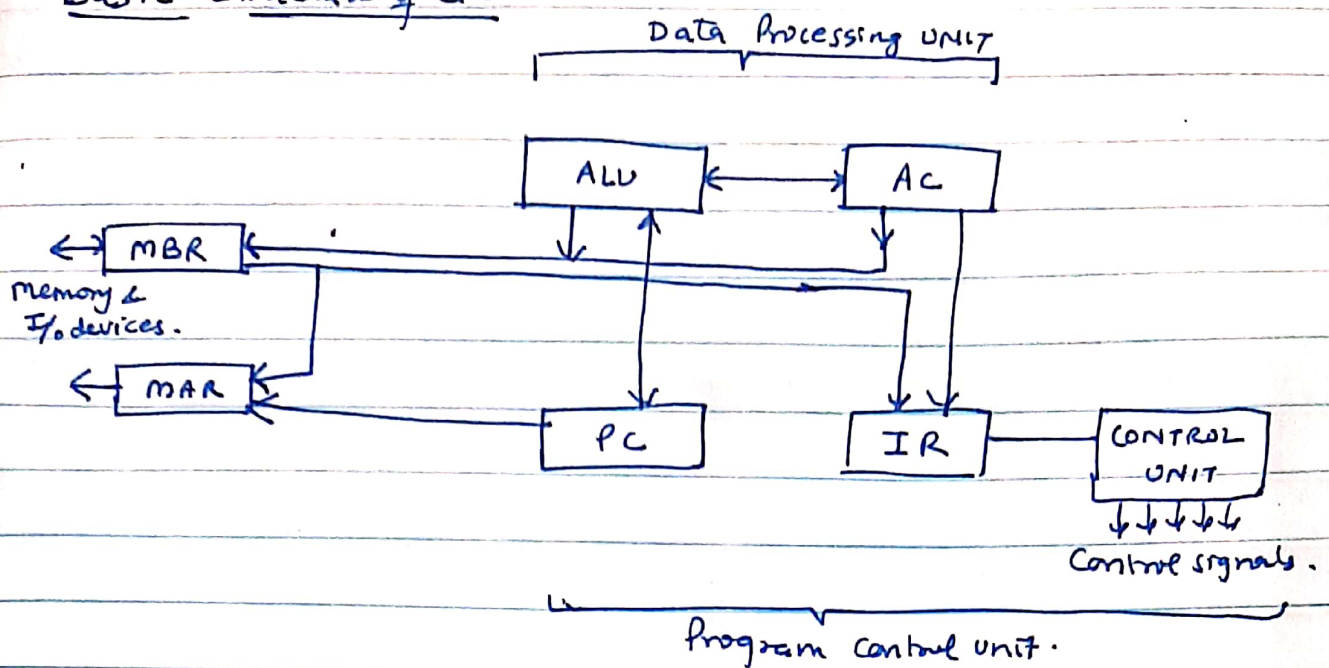 Data Processing UNIT
ALU
AC
MBR
Memory &
I/o devices.
MAR
PC
IR
CONTROL
UNIT
Control signals.
Program control unit.